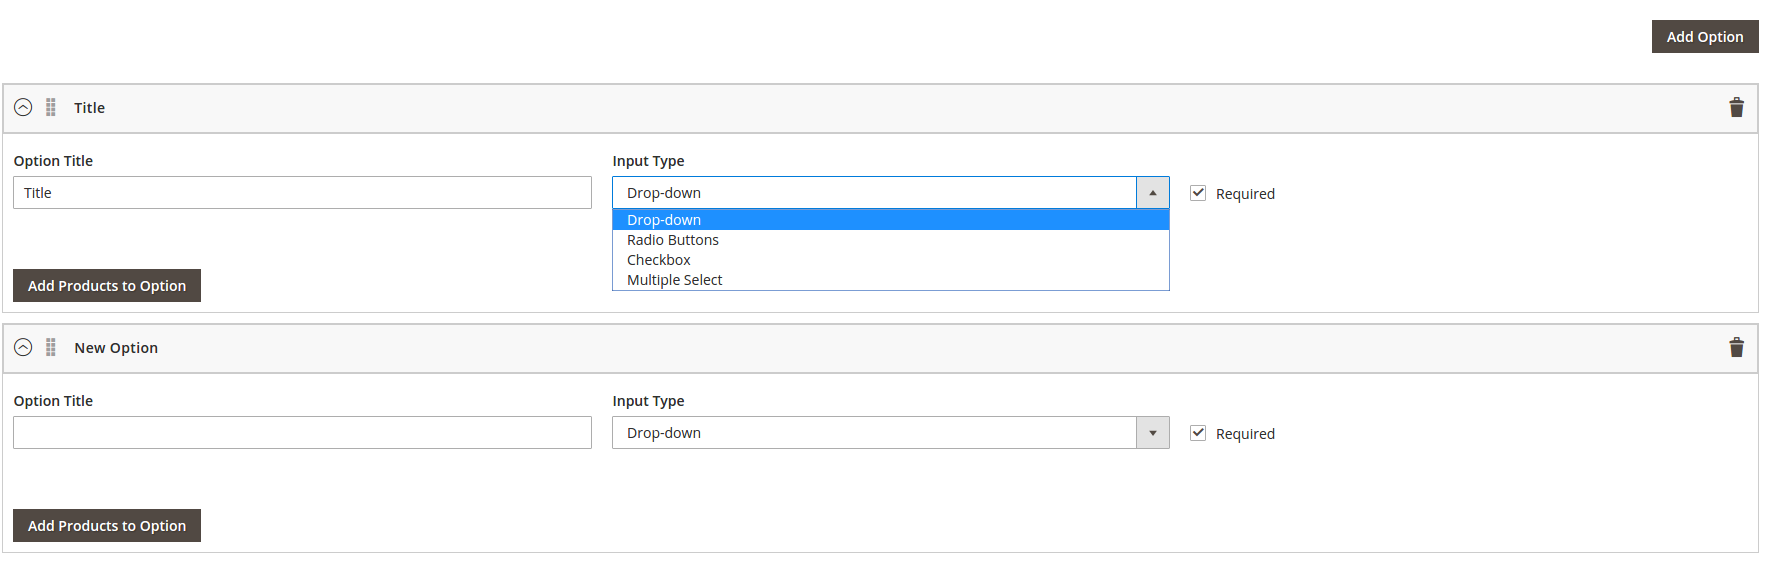 Add Option
Title
Option Title
Input Type
Title
Drop-down
Required
Drop-down
Radio Buttons
Checkbox
Multiple Select
Add Products to Option
New Option
Option Title
Input Type
Drop-down
Required
Add Products to Option